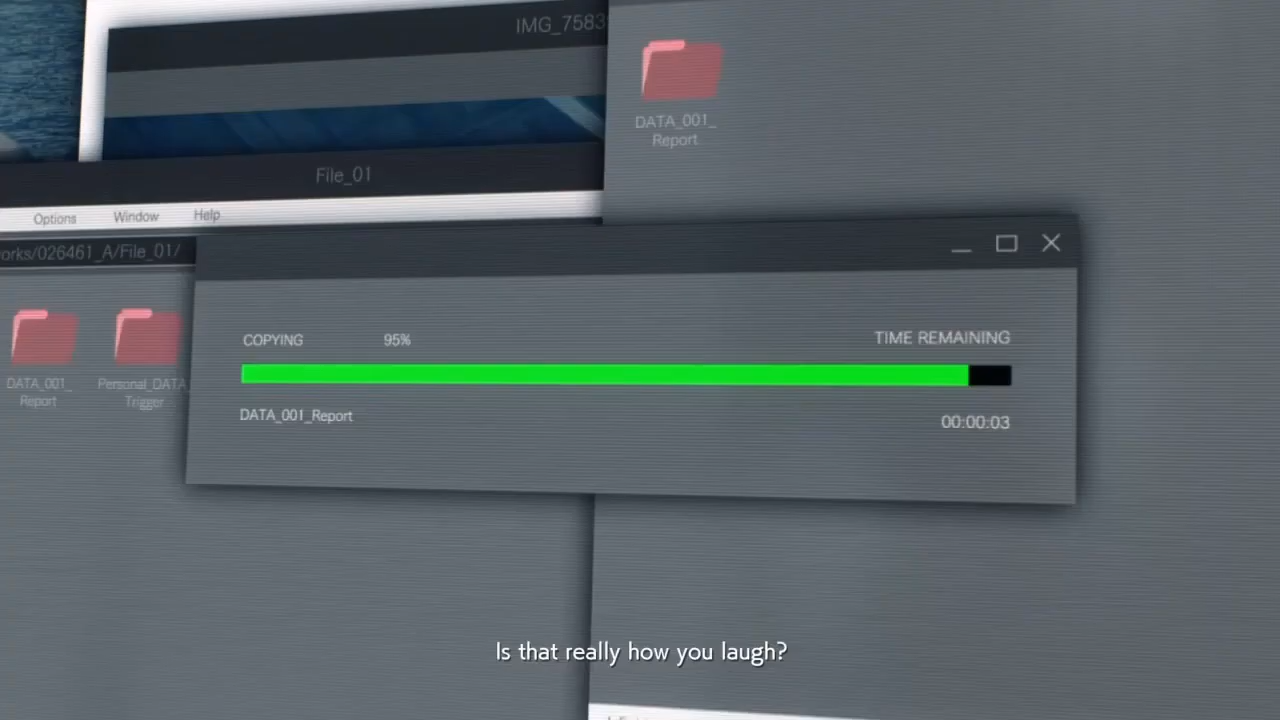 IMG_7583
DATA_001_
Report
File_01
Options Window Help
orks/026461_A/File_01/
DATA_001_
Report
Personal_DATA_
Trigger
COPYING 95% TIME REMAINING
DATA_001_Report 00:00:03
Is that really how you laugh?